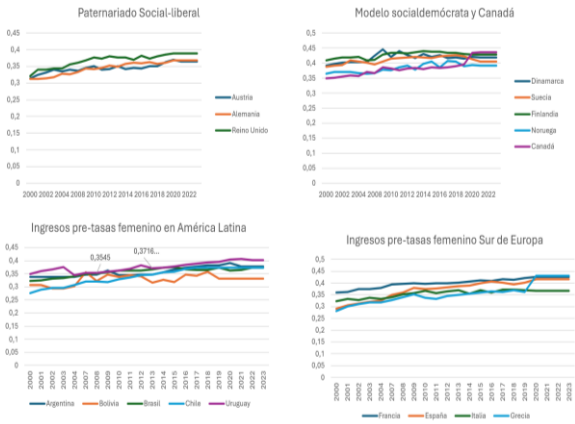 Paternariado Social-liberal
0,45
0,4
0,35
0,3
0,25
0,2
0,15
0,1
0,05
0
2000 2002 2004 2006 2008 2010 2012 2014 2016 2018 2020 2022
Austria
Alemania
Reino Unido
Modelo socialdemócrata y Canadá
0,5
0,45
0,4
0,35
0,3
0,25
0,2
0,15
0,1
0,05
0
2000 2002 2004 2006 2008 2010 2012 2014 2016 2018 2020 2022
Dinamarca
Suecia
Finlandia
Noruega
Canadá
Ingresos pre-tasas femenino en América Latina
0,45
0,4
0,35
0,3
0,25
0,2
0,15
0,1
0,05
0
0,3545
0,3716...
2000 2001 2002 2003 2004 2005 2006 2007 2008 2009 2010 2011 2012 2013 2014 2015 2016 2017 2018 2019 2020 2021 2022 2023
Argentina Bolivia Brasil Chile Uruguay
Ingresos pre-tasas femenino Sur de Europa
0,5
0,45
0,4
0,35
0,3
0,25
0,2
0,15
0,1
0,05
0
2000 2001 2002 2003 2004 2005 2006 2007 2008 2009 2010 2011 2012 2013 2014 2015 2016 2017 2018 2019 2020 2021 2022 2023
Francia España Italia Grecia